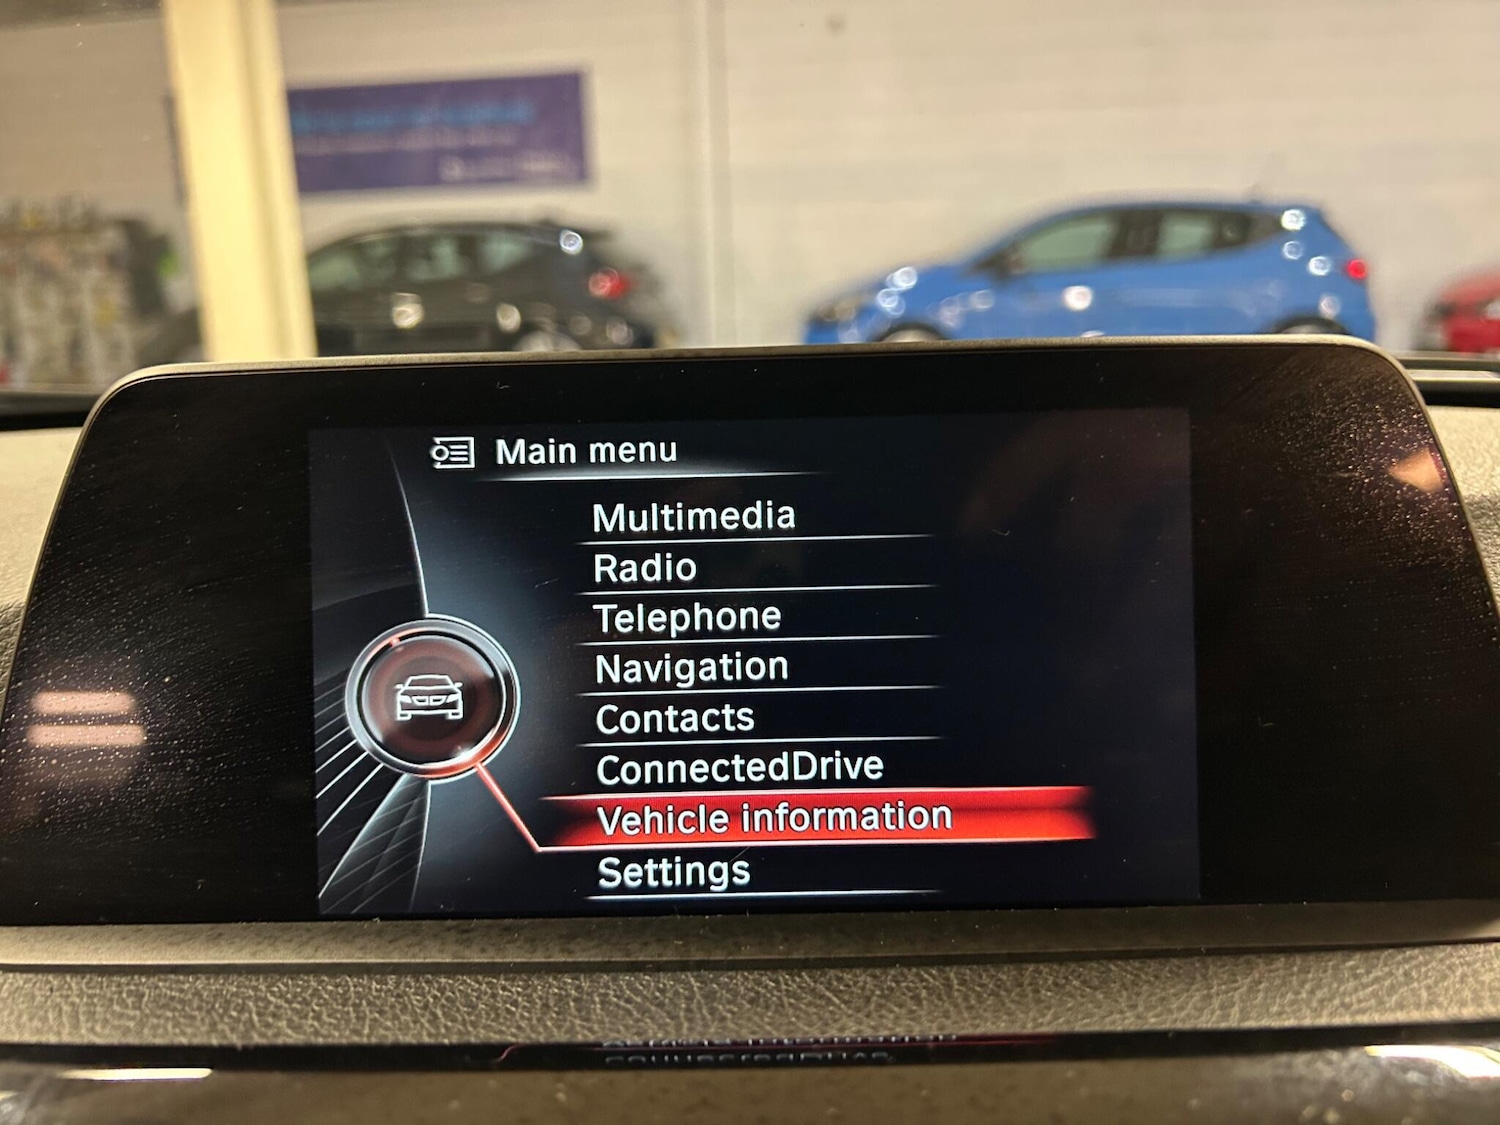 Main menu
Multimedia
Radio
Telephone
Navigation
Contacts
ConnectedDrive
Vehicle information
Settings